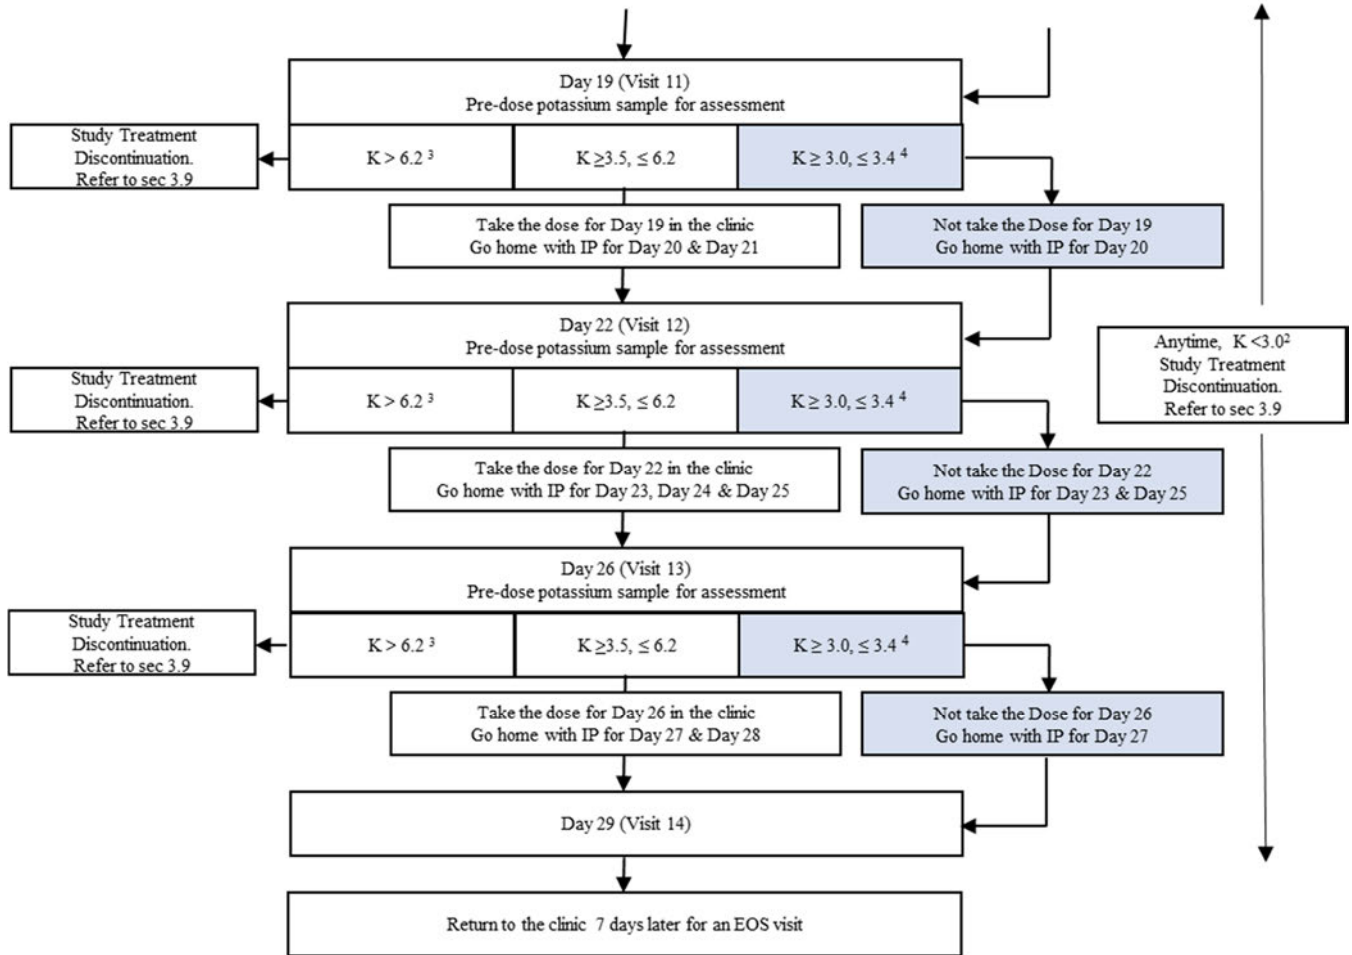 Day 19 (Visit 11)
Pre-dose potassium sample for assessment
Study Treatment
Discontinuation.
Refer to sec 3.9
K > 6.2 ³
K ≥3.5, ≤ 6.2
K ≥ 3.0, ≤ 3.4 ⁴
Take the dose for Day 19 in the clinic
Go home with IP for Day 20 & Day 21
Not take the Dose for Day 19
Go home with IP for Day 20
Day 22 (Visit 12)
Pre-dose potassium sample for assessment
Anytime, K <3.0²
Study Treatment
Discontinuation.
Refer to sec 3.9
Study Treatment
Discontinuation.
Refer to sec 3.9
K > 6.2 ³
K ≥3.5, ≤ 6.2
K ≥ 3.0, ≤ 3.4 ⁴
Take the dose for Day 22 in the clinic
Go home with IP for Day 23, Day 24 & Day 25
Not take the Dose for Day 22
Go home with IP for Day 23 & Day 25
Day 26 (Visit 13)
Pre-dose potassium sample for assessment
Study Treatment
Discontinuation.
Refer to sec 3.9
K > 6.2 ³
K ≥3.5, ≤ 6.2
K ≥ 3.0, ≤ 3.4 ⁴
Take the dose for Day 26 in the clinic
Go home with IP for Day 27 & Day 28
Not take the Dose for Day 26
Go home with IP for Day 27
Day 29 (Visit 14)
Return to the clinic 7 days later for an EOS visit